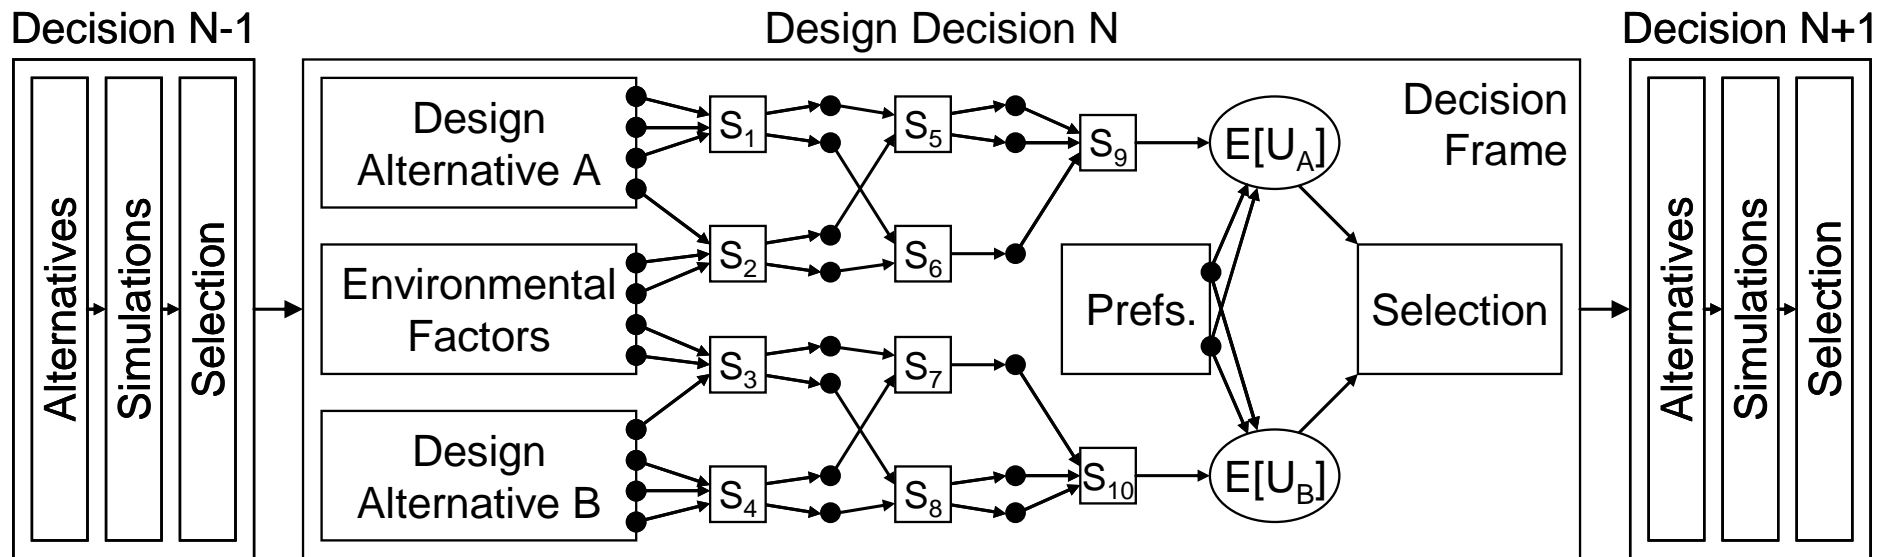 Decision N-1
Alternatives
Simulations
Selection
Design Decision N
Decision
Frame
Design
Alternative A
Environmental
Factors
Design
Alternative B
S1
S2
S3
S4
S5
S6
S7
S8
S9
S10
E[UA]
E[UB]
Prefs.
Selection
Decision N+1
Alternatives
Simulations
Selection